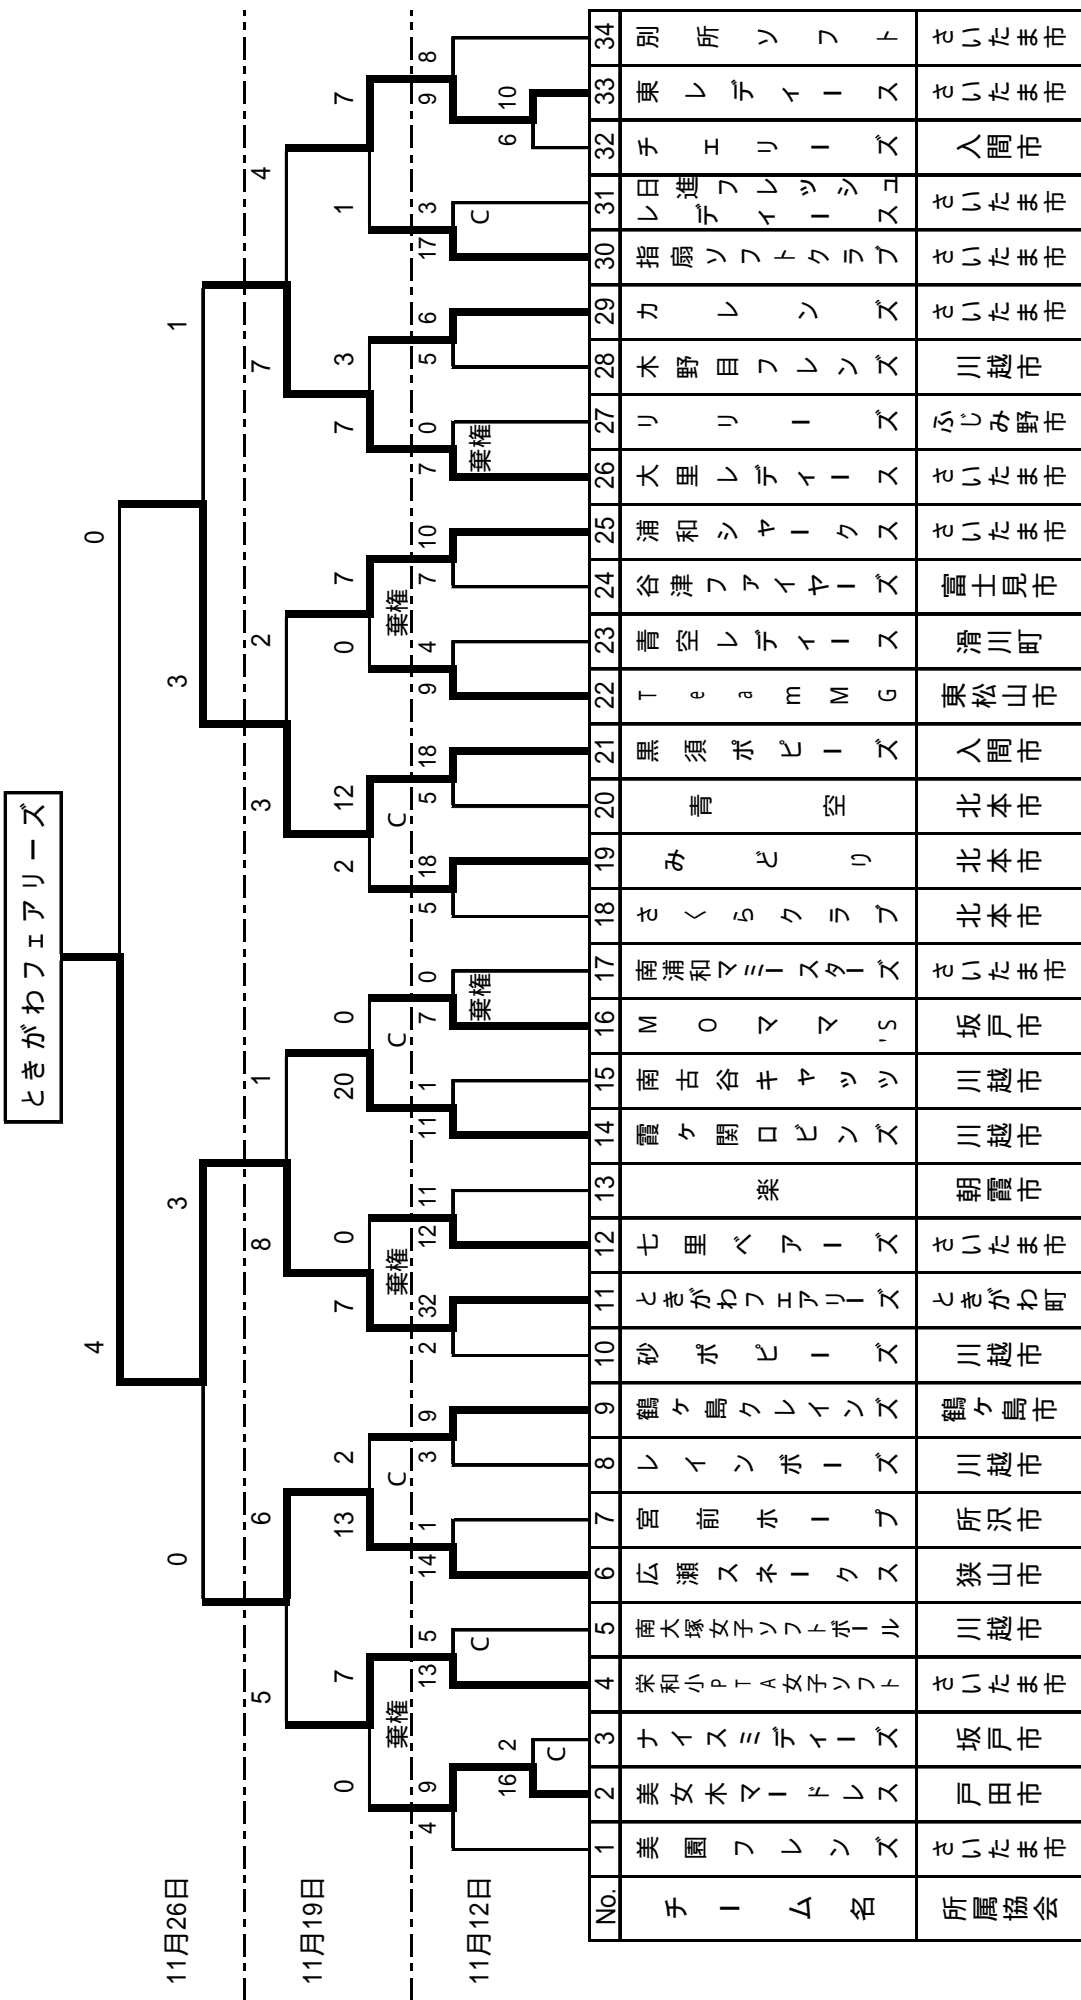 ときがわフェアリーズ
4
0
11月26日
0
3
3
1
5
6
8
1
3
2
7
4
11月19日
0
7
棄権
13
2
C
7
0
棄権
20
0
C
2
12
C
0
7
棄権
7
3
1
7
11月12日
4
9
16
2
C
13
5
C
14
1
3
9
2
32
12
11
11
1
7
0
棄権
5
18
5
18
9
4
7
10
7
0
棄権
5
6
17
3
C
9
8
6
10
No. チーム名 所属協会
1 美園フレンズ さいたま市
2 美女木マードレス 戸田市
3 ナイスミディーズ 坂戸市
4 栄和小PTA女子ソフト さいたま市
5 南大塚女子ソフトボール 川越市
6 広瀬スネークス 狭山市
7 宮前ホープ 所沢市
8 レインボーズ 川越市
9 鶴ケ島クレインズ 鶴ケ島市
10 砂ポピーズ 川越市
11 ときがわフェアリーズ ときがわ町
12 七里ベアーズ さいたま市
13 楽 朝霞市
14 霞ケ関ロビンズ 川越市
15 南古谷キャッツ 川越市
16 MOママ'S 坂戸市
17 南浦和マミースターズ さいたま市
18 さくらクラブ 北本市
19 みどり 北本市
20 青空 北本市
21 黒須ポピーズ 入間市
22 TeamMG 東松山市
23 青空レディース 滑川町
24 谷津ファイヤーズ 富士見市
25 浦和シャークス さいたま市
26 大里レディース さいたま市
27 リリーズ ふじみ野市
28 木野目フレンズ 川越市
29 カレンズ さいたま市
30 指扇ソフトクラブ さいたま市
31 日進フレッシュレディース さいたま市
32 チェリーズ 入間市
33 東レディース さいたま市
34 別所ソフト さいたま市